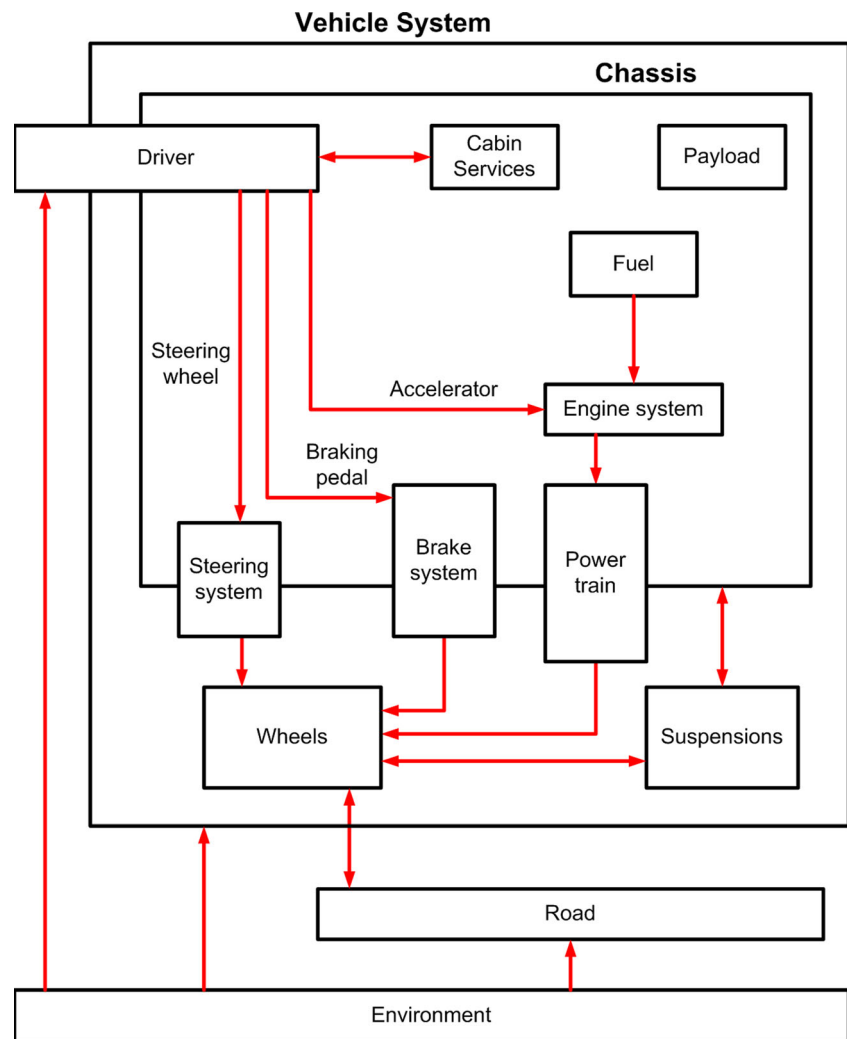 Vehicle System
Chassis
Driver
Cabin
Services
Payload
Fuel
Steering
wheel
Accelerator
Engine system
Braking
pedal
Steering
system
Brake
system
Power
train
Wheels
Suspensions
Road
Environment